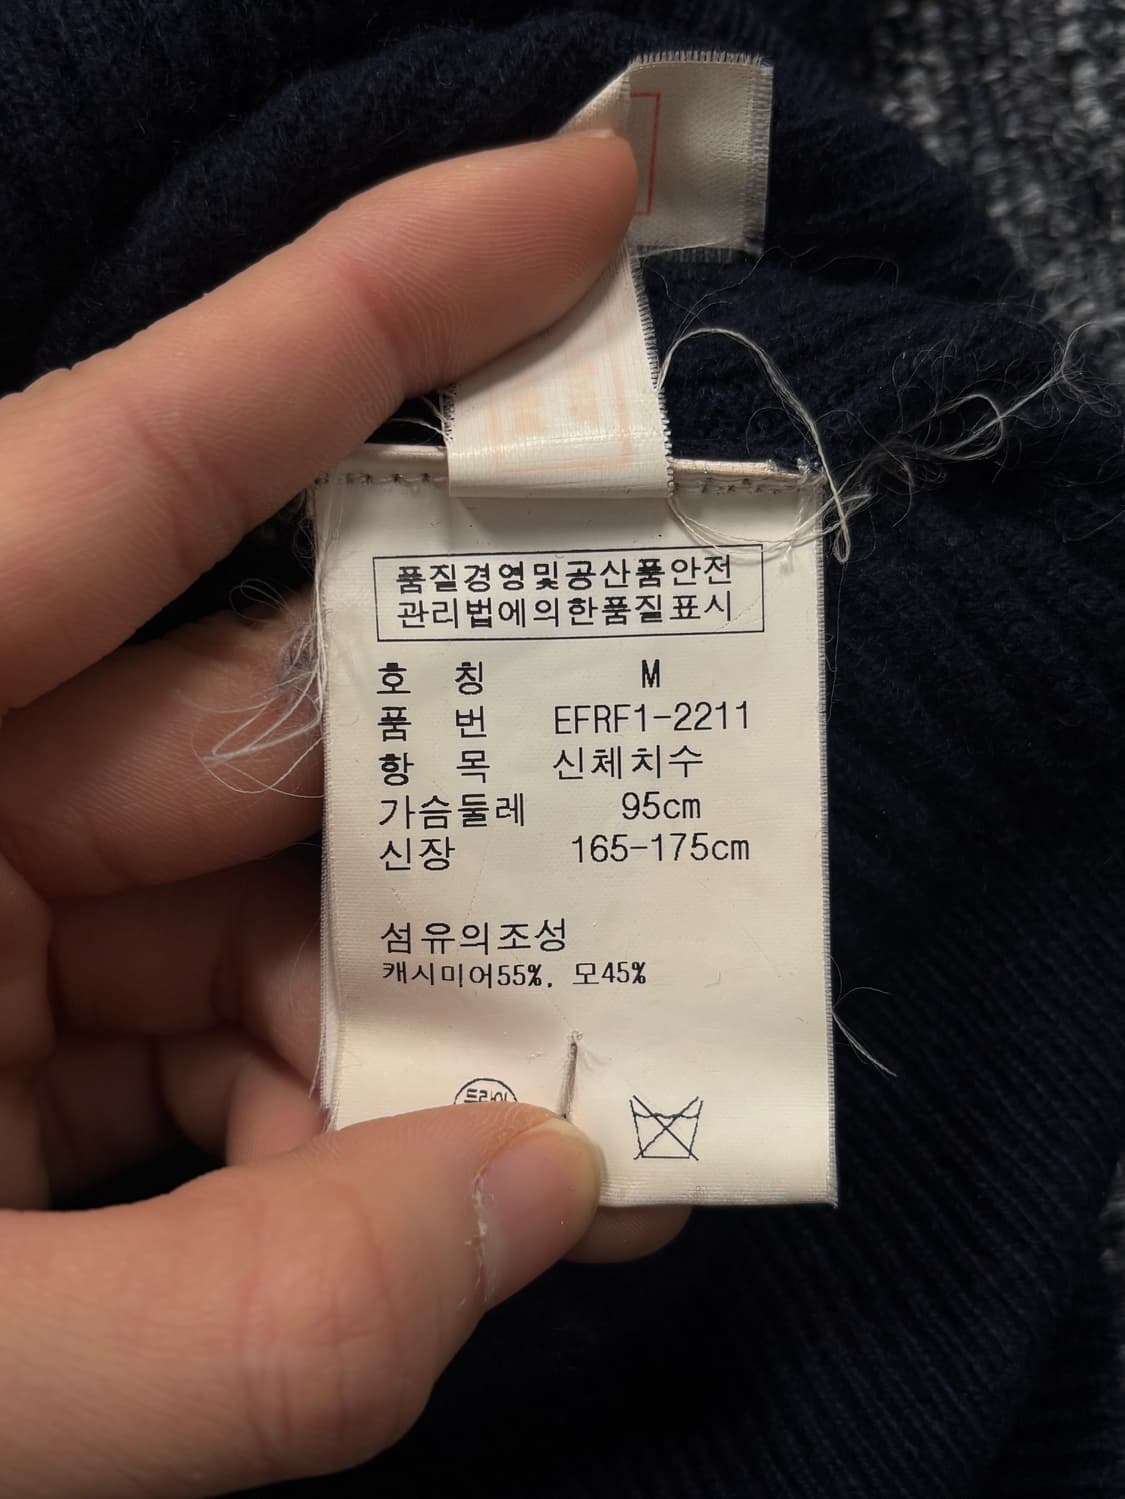 품질경영및공산품안전
관리법에의한품질표시
호 칭 M
품 번 EFRF1-2211
항 목 신체치수
가슴둘레 95cm
신장 165-175cm
섬유의조성
캐시미어55%, 모45%